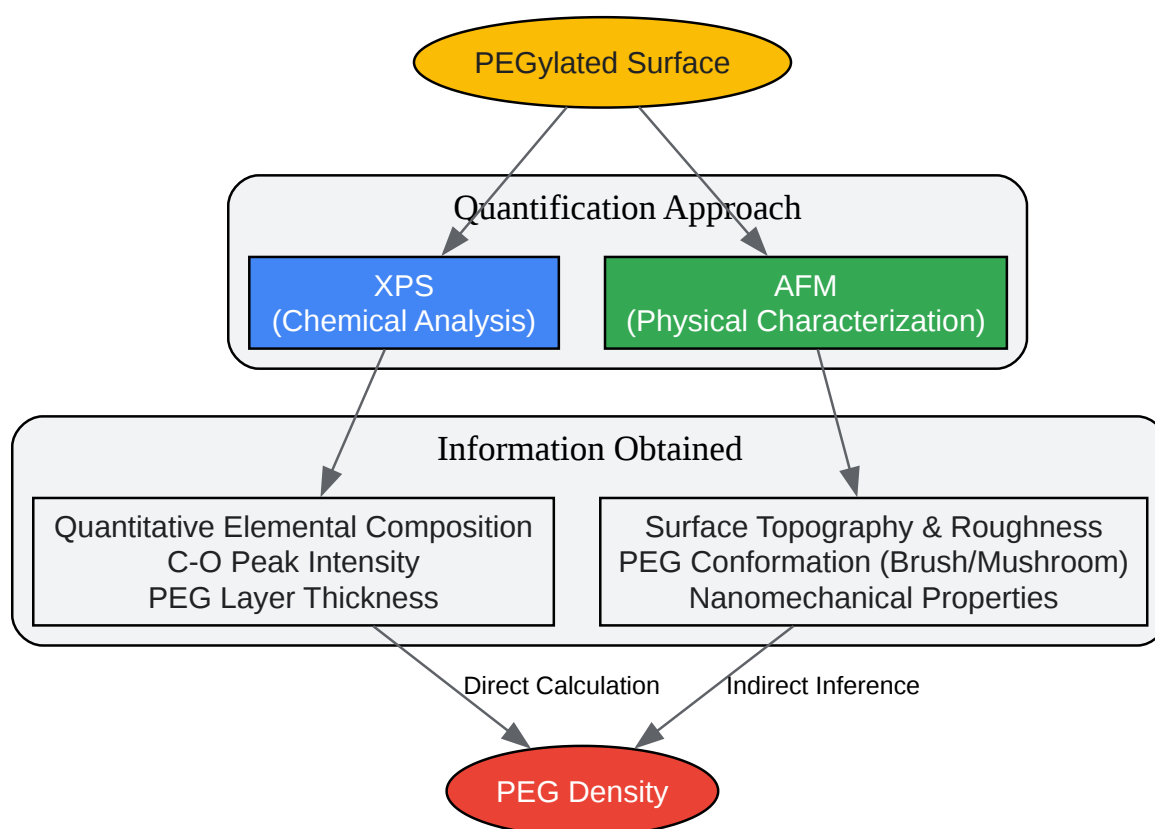 PEGylated Surface
Quantification Approach
XPS
(Chemical Analysis)
AFM
(Physical Characterization)
Information Obtained
Quantitative Elemental Composition
C-O Peak Intensity
PEG Layer Thickness
Surface Topography & Roughness
PEG Conformation (Brush/Mushroom)
Nanomechanical Properties
Direct Calculation
Indirect Inference
PEG Density